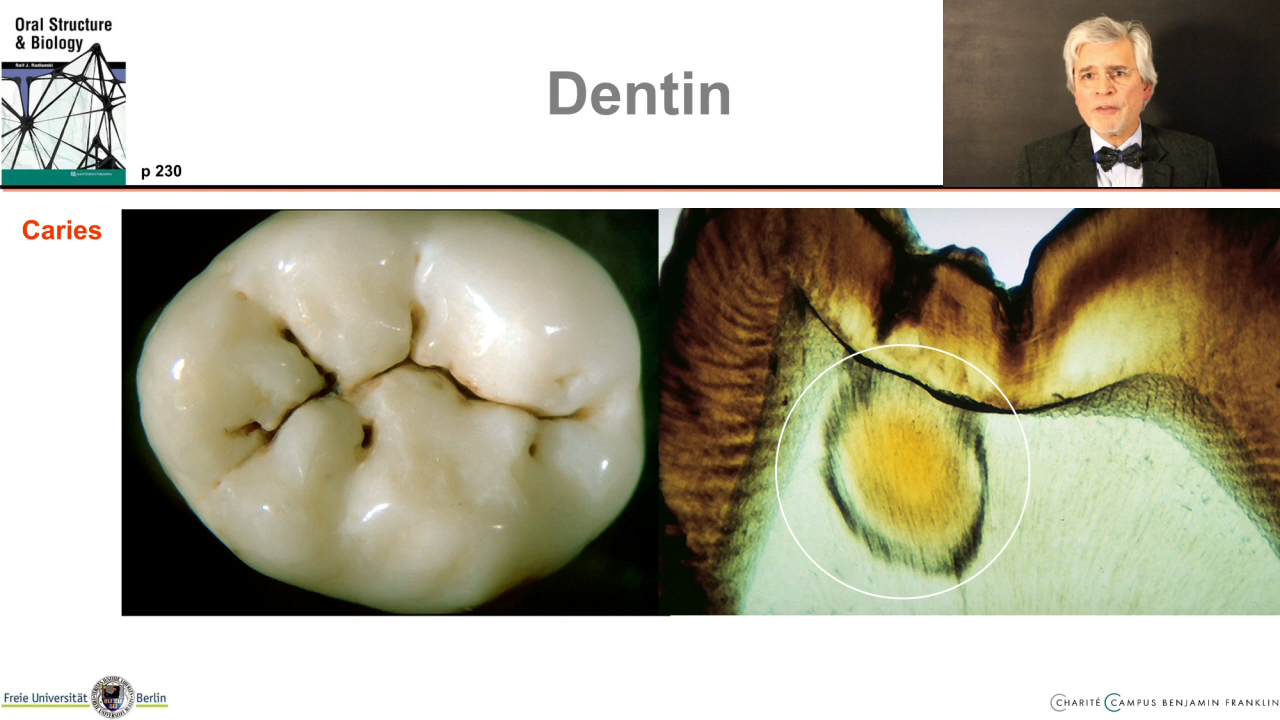 Oral Structure
& Biology
Ralf J. Radlanski
Dentin
p 230
Caries
Freie Universität Berlin
CHARITÉ CAMPUS BENJAMIN FRANKLIN